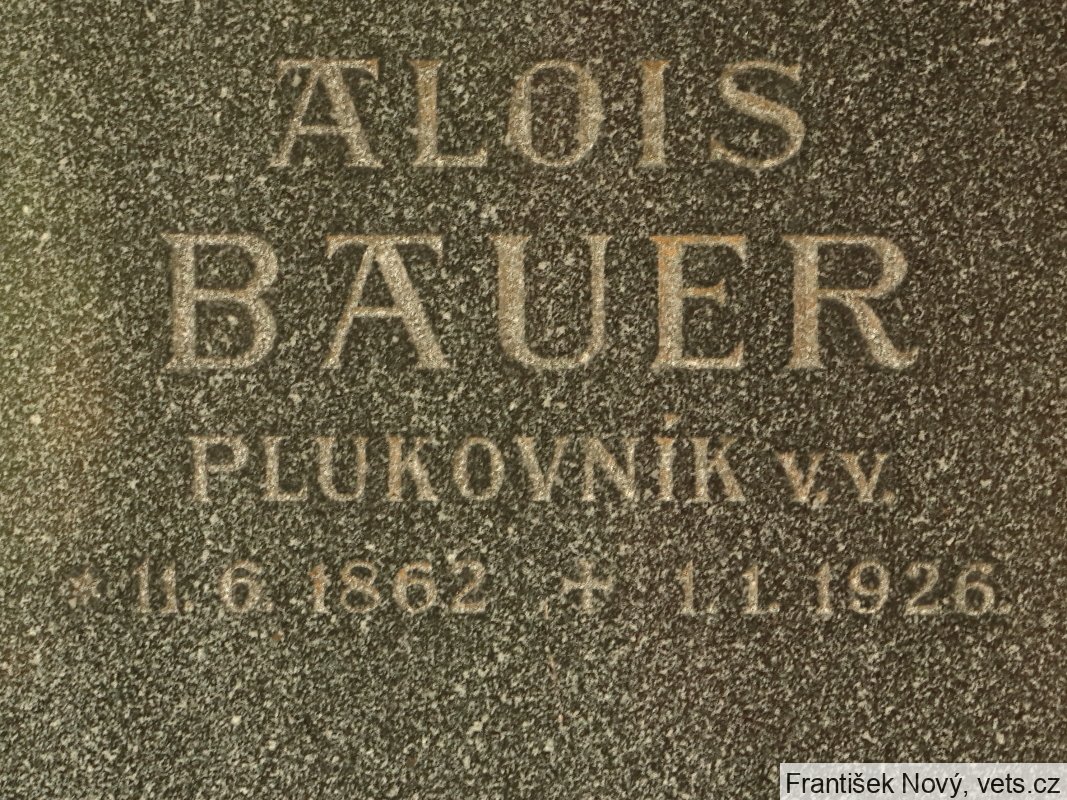 ALOIS
BAUER
PLUKOVNÍK v.v.
* 11. 6. 1862 + 1. 1. 1926.
František Nový, vets.cz